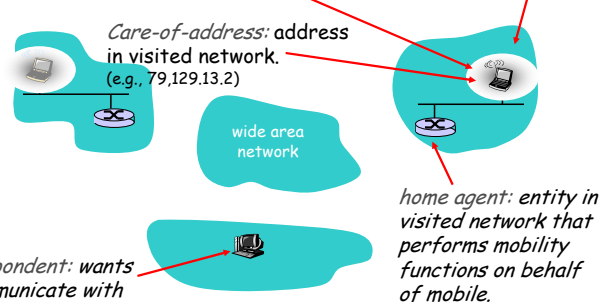 Care-of-address: address
in visited network.
(e.g., 79,129.13.2)
wide area
network
home agent: entity in
visited network that
performs mobility
functions on behalf
of mobile.
pondent: wants
municate with